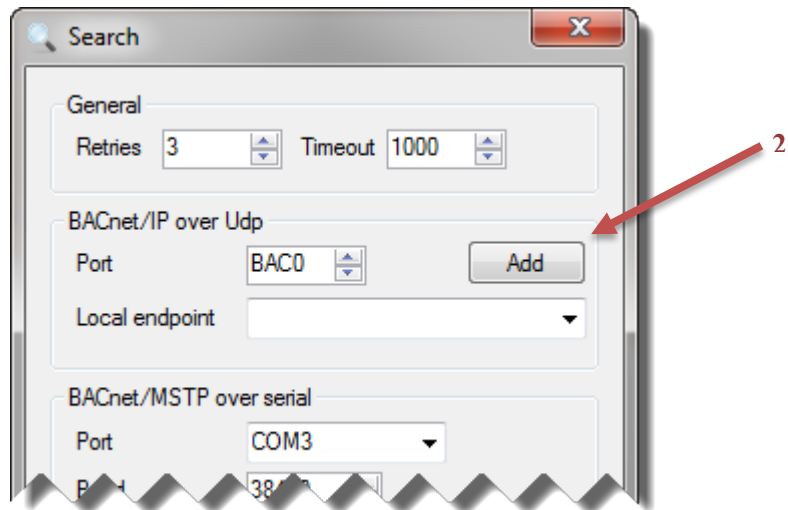 Search
General
Retries 3 Timeout 1000
2
BACnet/IP over Udp
Port BAC0 Add
Local endpoint
BACnet/MSTP over serial
Port COM3